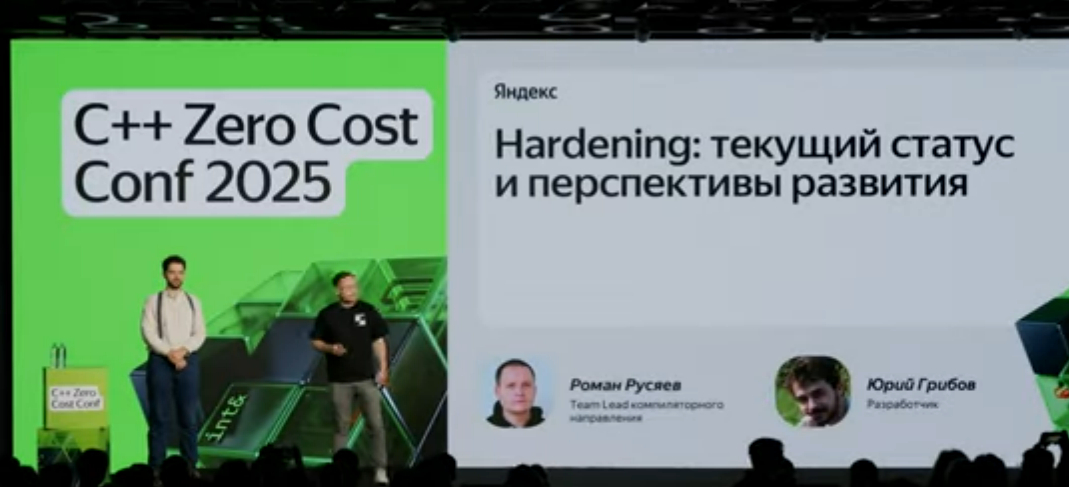 C++ Zero Cost
Conf 2025
Яндекс
Hardening: текущий статус
и перспективы развития
Роман Русяев
Team Lead компиляторного
направления
Юрий Грибов
Разработчик
C++ Zero
Cost Conf
int&